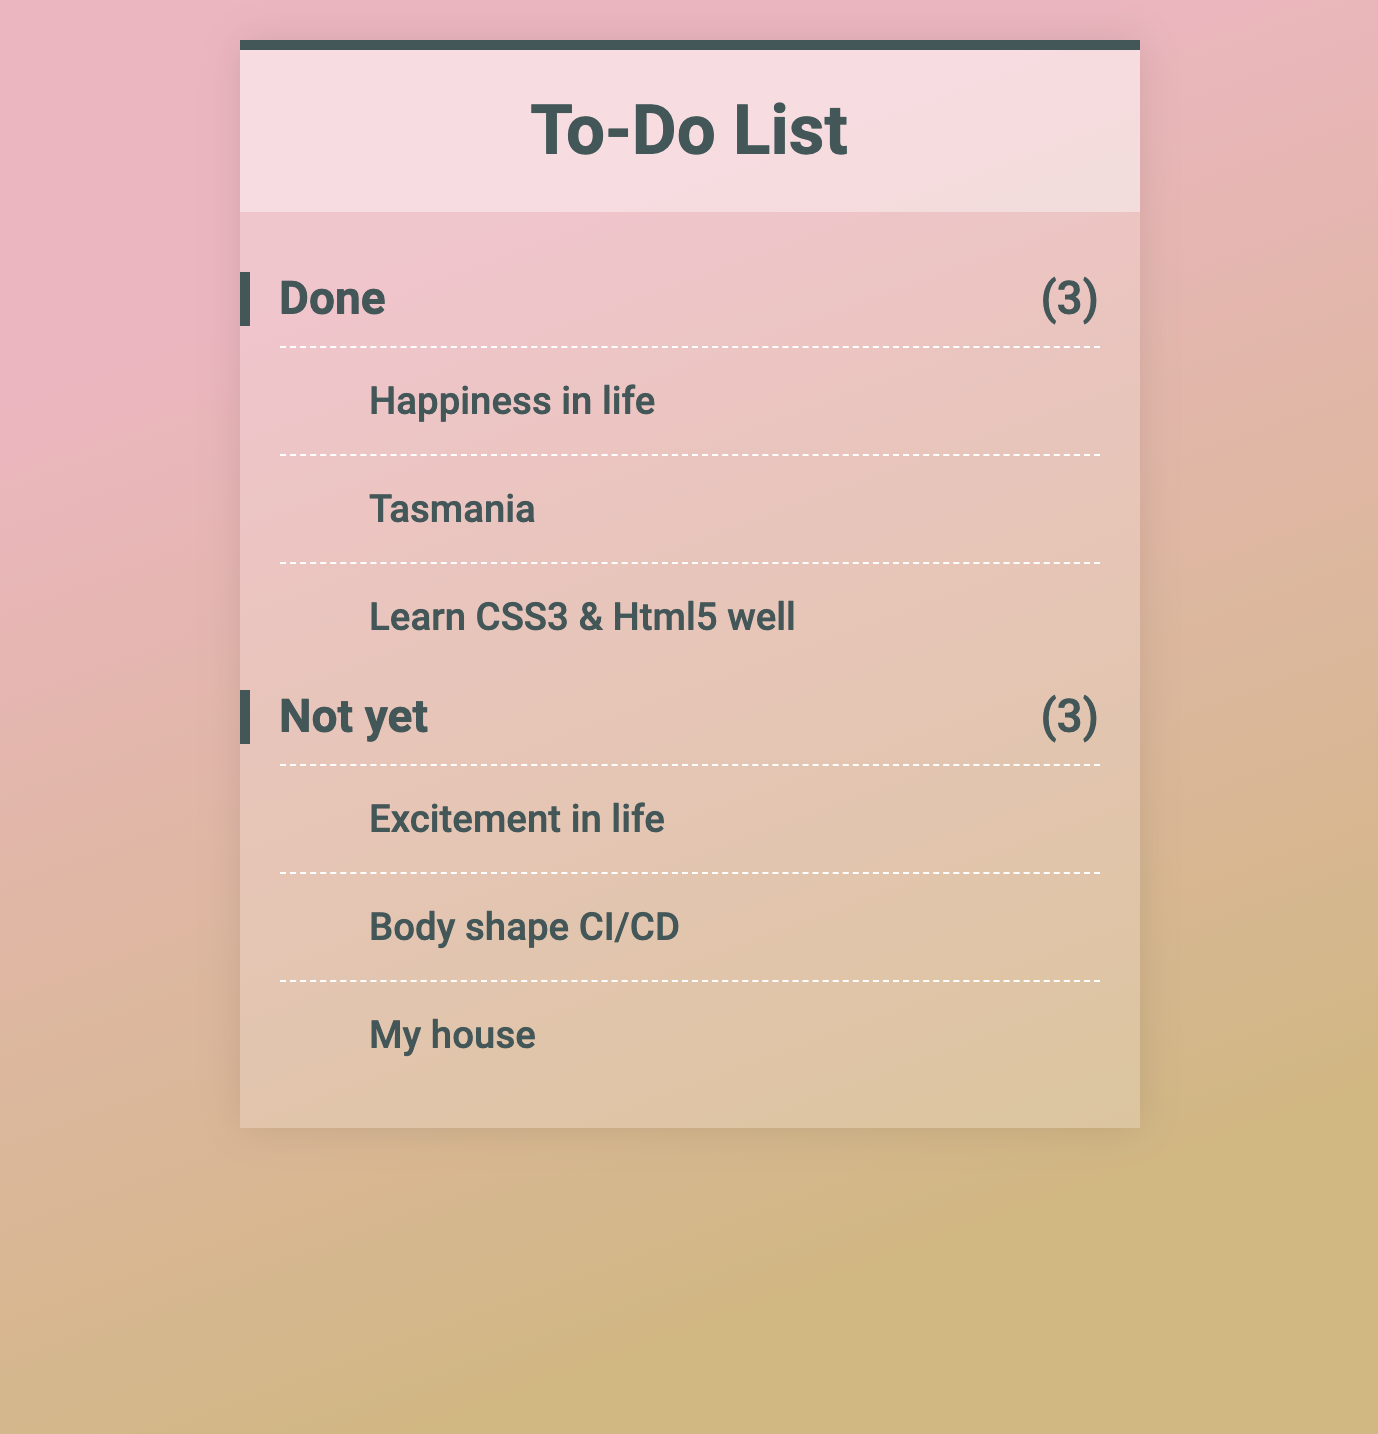 To-Do List
Done (3)
Happiness in life
Tasmania
Learn CSS3 & Html5 well
Not yet (3)
Excitement in life
Body shape CI/CD
My house